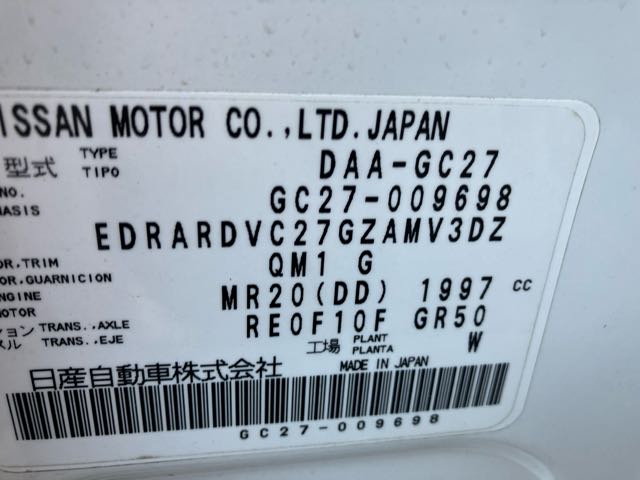 ISSAN MOTOR CO.,LTD.JAPAN
型式 TYPE TIPO DAA-GC27
NO. HASIS GC27-009698
EDRARDVC27GZAMV3DZ
OR,TRIM OR,GUARNICION QM1 G
ENGINE MOTOR MR20(DD) 1997 CC
ション TRANS.,AXLE RE0F10F GR50
スル TRANS.,EJE 工場 PLANT PLANTA W
日産自動車株式会社 MADE IN JAPAN
GC27-009698